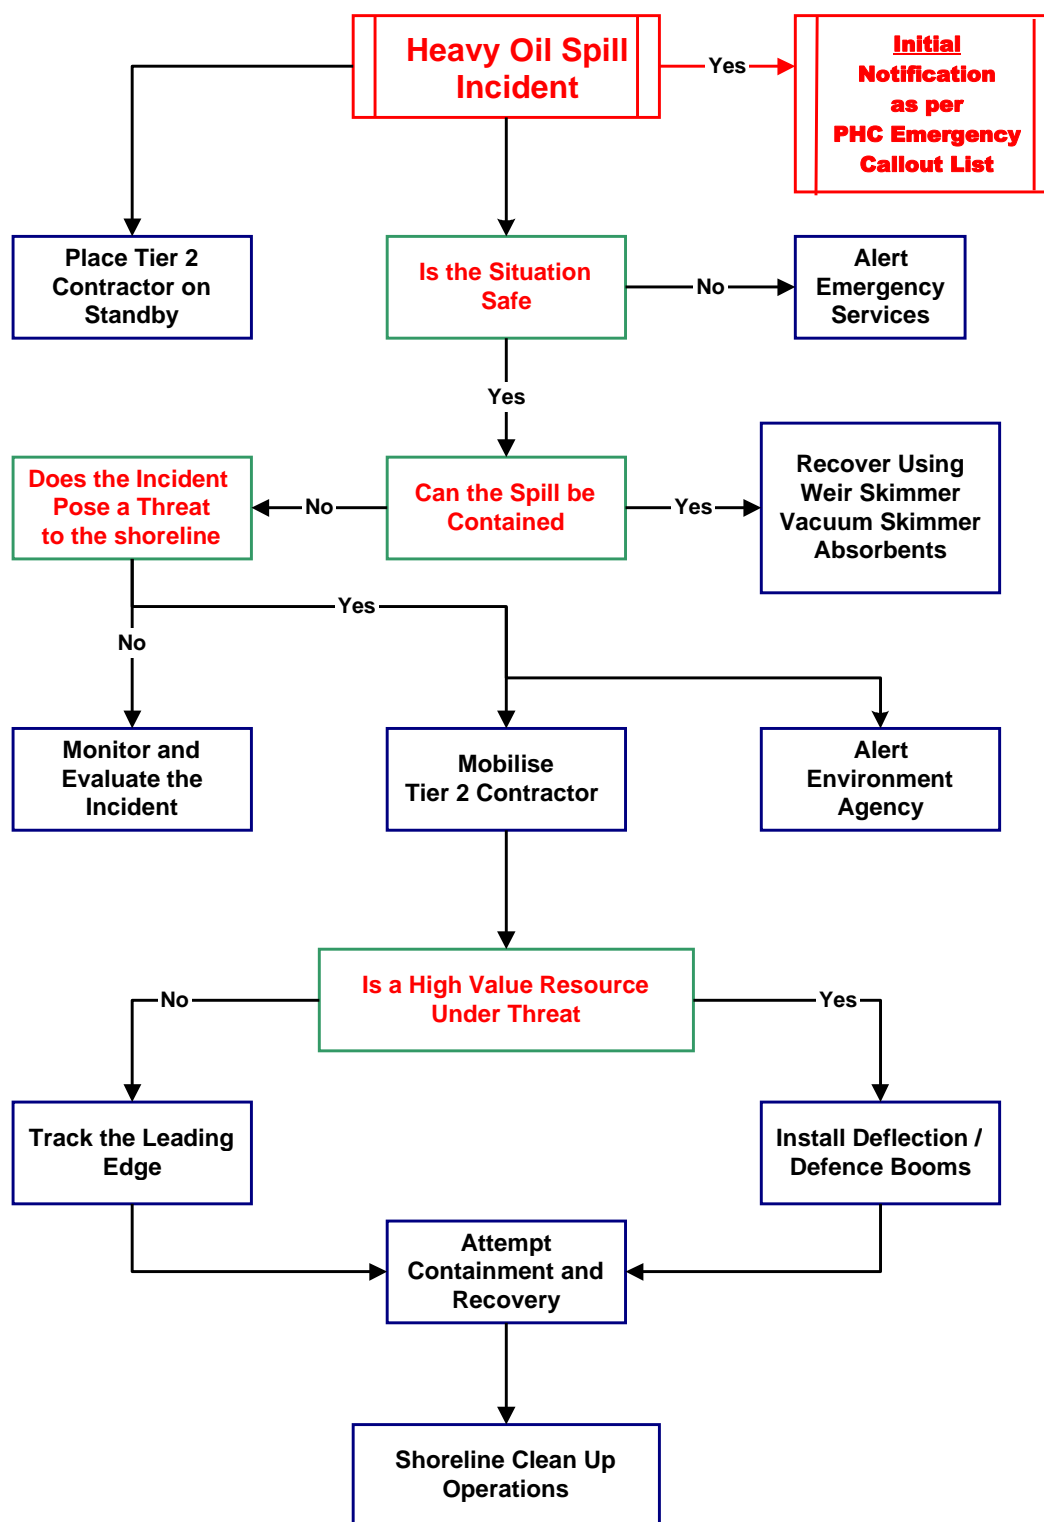 Heavy Oil Spill
Incident
Yes
Initial
Notification
as per
PHC Emergency
Callout List
Place Tier 2
Contractor on
Standby
Is the Situation
Safe
No
Alert
Emergency
Services
Yes
Does the Incident
Pose a Threat
to the shoreline
No
Can the Spill be
Contained
Yes
Recover Using
Weir Skimmer
Vacuum Skimmer
Absorbents
Yes
No
Monitor and
Evaluate the
Incident
Mobilise
Tier 2 Contractor
Alert
Environment
Agency
Is a High Value Resource
Under Threat
No
Yes
Track the Leading
Edge
Install Deflection /
Defence Booms
Attempt
Containment and
Recovery
Shoreline Clean Up
Operations